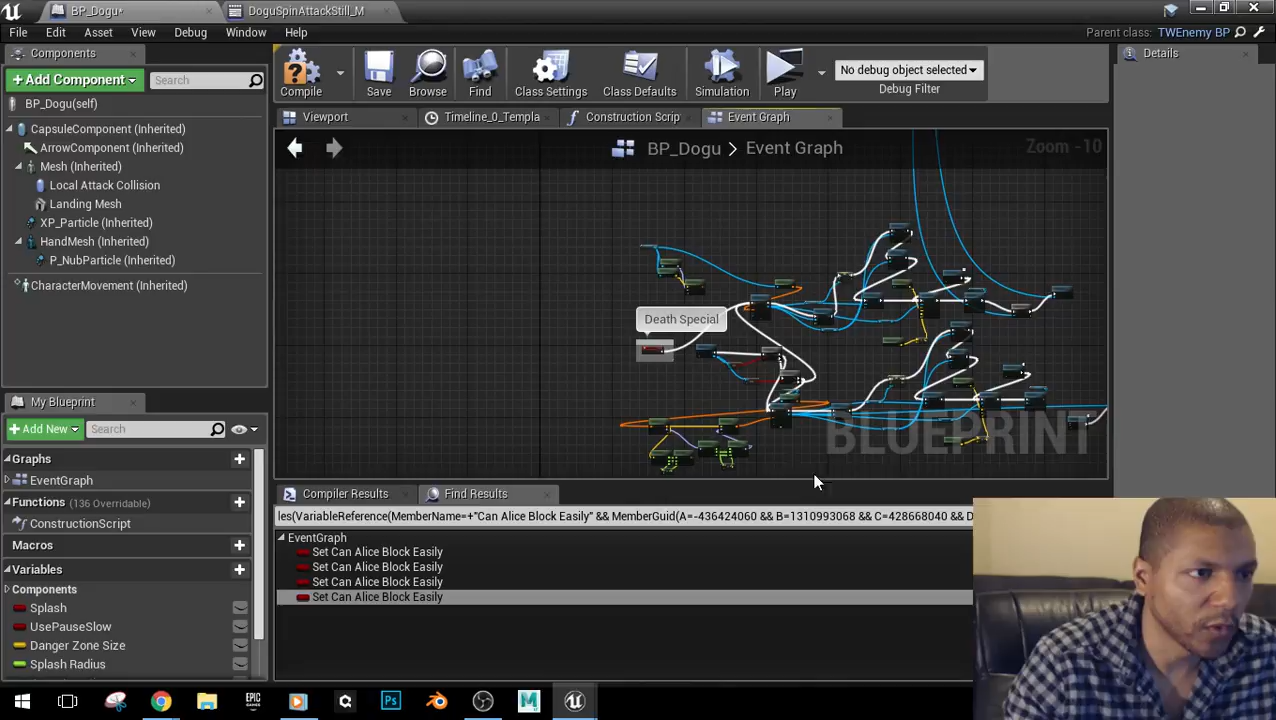 BP_Dogu*
DoguSpinAttackStill_M
File Edit Asset View Debug Window Help
Parent class: TWEnemy BP
Components
Details
+Add Component
Search
Compile
Save
Browse
Find
Class Settings
Class Defaults
Simulation
Play
No debug object selected
Debug Filter
BP_Dogu(self)
Viewport
Timeline_0_Templa
Construction Scrip
Event Graph
CapsuleComponent (Inherited)
ArrowComponent (Inherited)
Mesh (Inherited)
Local Attack Collision
Landing Mesh
XP_Particle (Inherited)
HandMesh (Inherited)
P_NubParticle (Inherited)
CharacterMovement (Inherited)
BP_Dogu > Event Graph
Zoom -10
Death Special
BLUEPRINT
My Blueprint
+Add New
Search
Graphs
EventGraph
Functions (136 Overridable)
ConstructionScript
Macros
Variables
Components
Splash
UsePauseSlow
Danger Zone Size
Splash Radius
Compiler Results
Find Results
les(VariableReference(MemberName=+"Can Alice Block Easily" && MemberGuid(A=-436424060 && B=1310993068 && C=428668040 && D
EventGraph
Set Can Alice Block Easily
Set Can Alice Block Easily
Set Can Alice Block Easily
Set Can Alice Block Easily
EPIC
GAMES
Ps
M